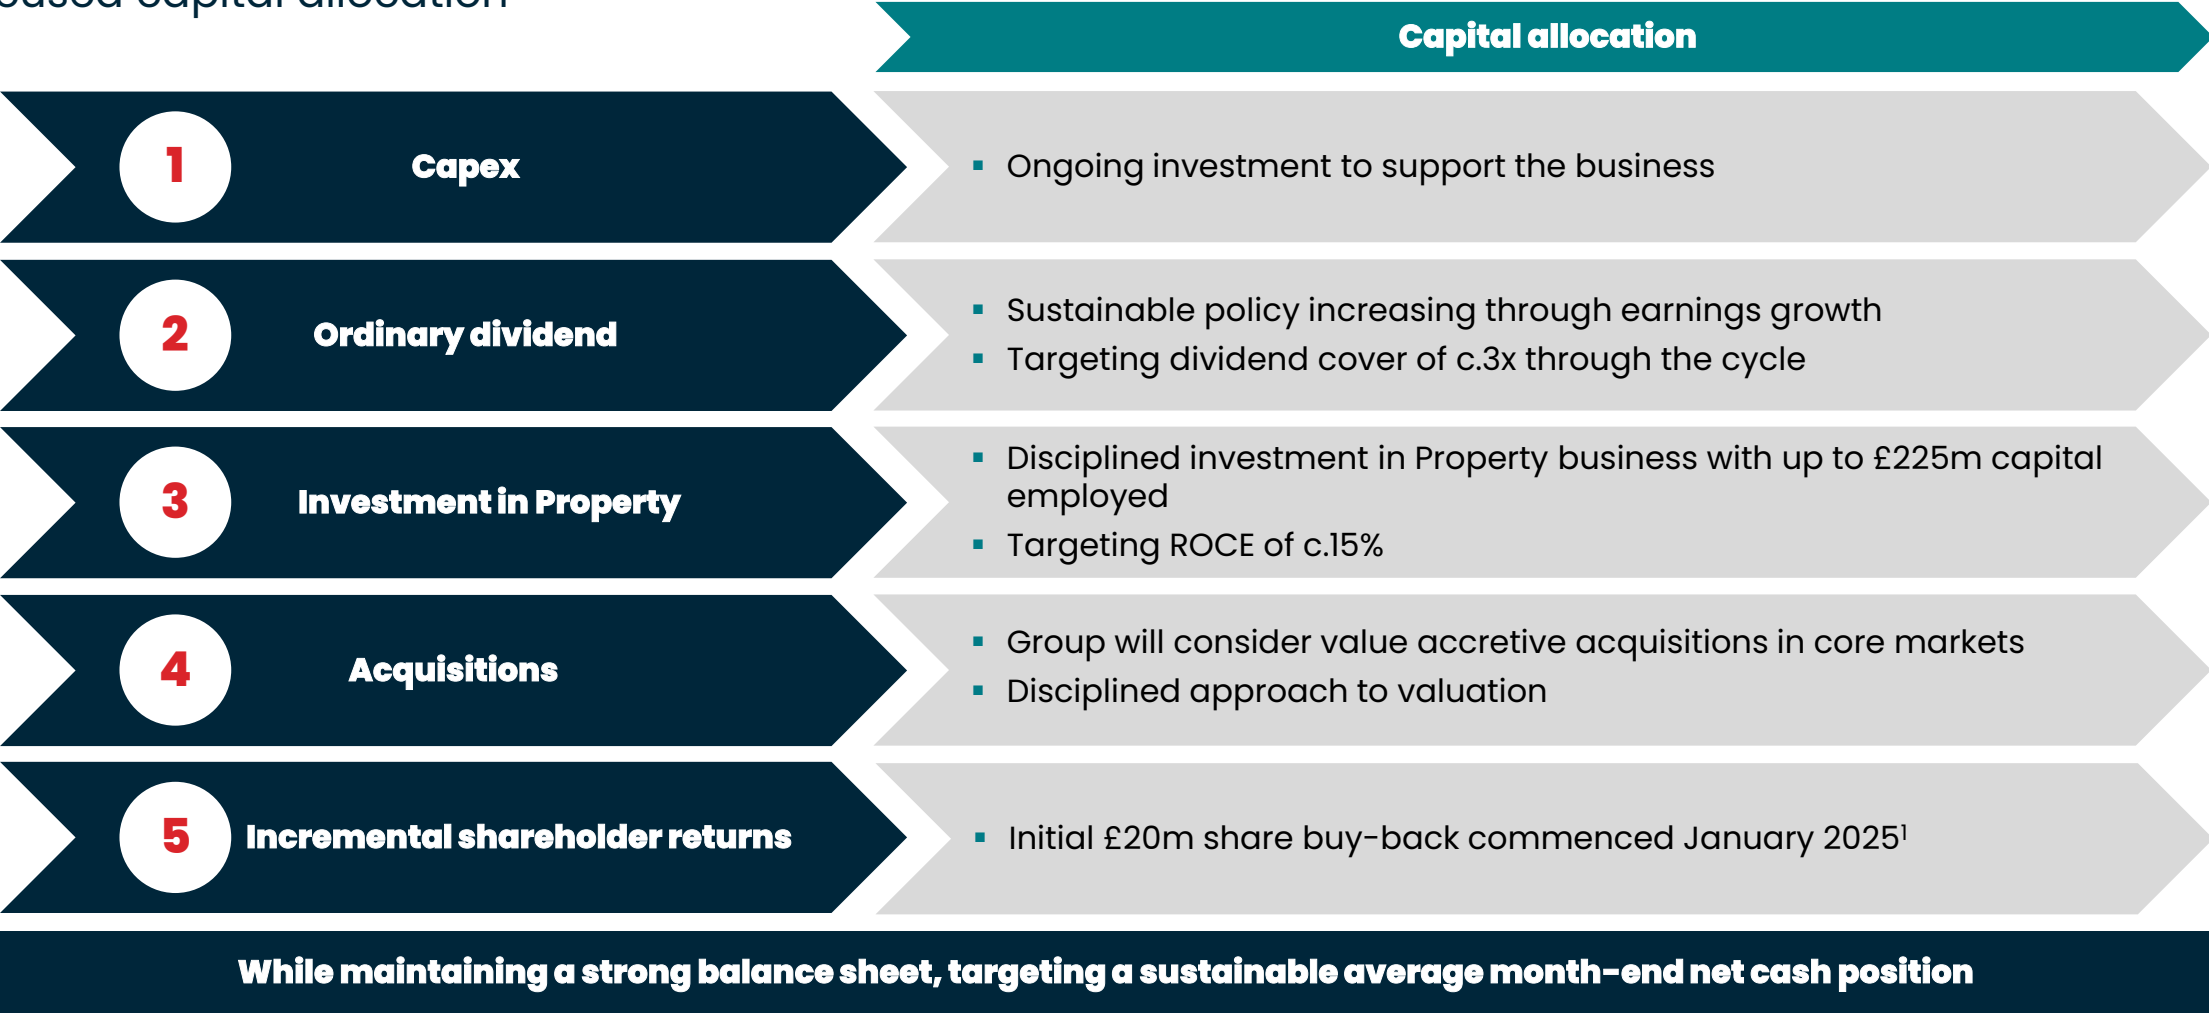 capital allocation
Capital allocation
1
Capex
▪ Ongoing investment to support the business
2
Ordinary dividend
▪ Sustainable policy increasing through earnings growth
▪ Targeting dividend cover of c.3x through the cycle
3
Investment in Property
▪ Disciplined investment in Property business with up to £225m capital
employed
▪ Targeting ROCE of c.15%
4
Acquisitions
▪ Group will consider value accretive acquisitions in core markets
▪ Disciplined approach to valuation
5
Incremental shareholder returns
▪ Initial £20m share buy-back commenced January 2025¹
While maintaining a strong balance sheet, targeting a sustainable average month-end net cash position